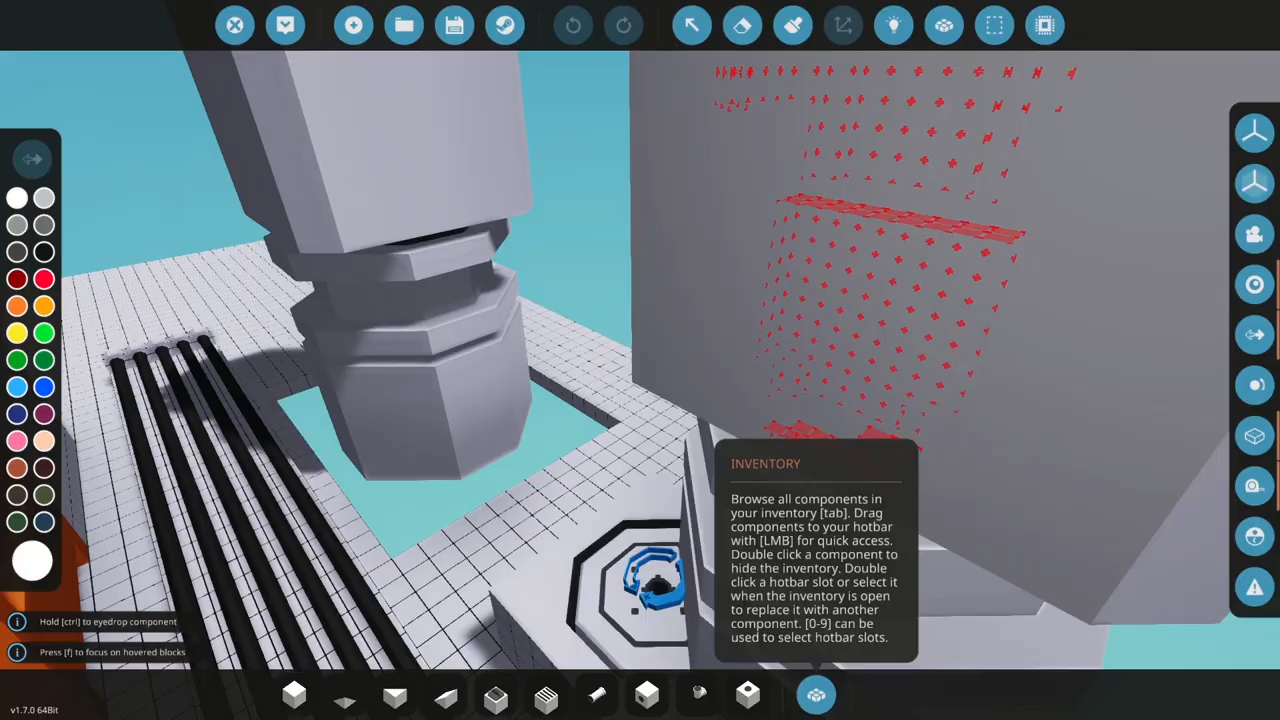 INVENTORY
Browse all components in
your inventory [tab]. Drag
components to your hotbar
with [LMB] for quick access.
Double click a component to
hide the inventory. Double
click a hotbar slot or select it
when the inventory is open
to replace it with another
component. [0-9] can be
used to select hotbar slots.
Hold [ctrl] to eyedrop component
Press [f] to focus on hovered blocks
v1.7.0 64Bit